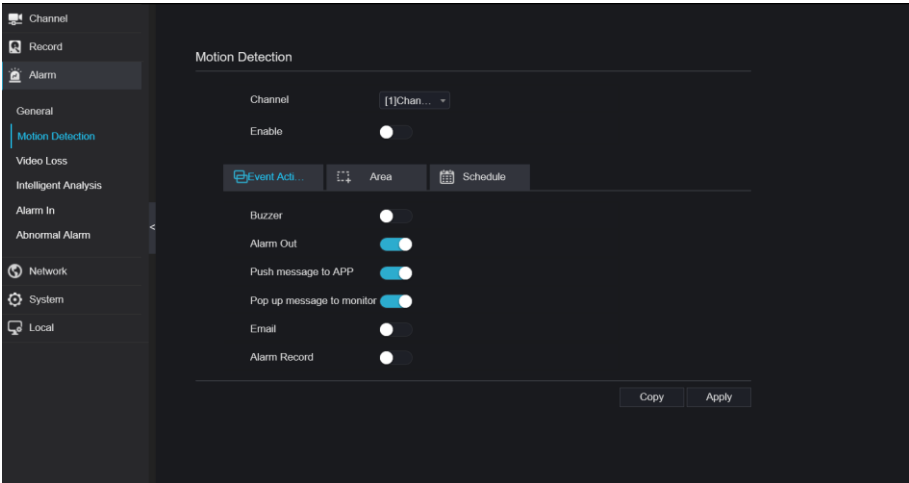 Channel
Record
Alarm
General
Motion Detection
Video Loss
Intelligent Analysis
Alarm In
Abnormal Alarm
Network
System
Local
<
Motion Detection
Channel [1]Chan...
Enable
Event Acti... Area Schedule
Buzzer
Alarm Out
Push message to APP
Pop up message to monitor
Email
Alarm Record
Copy Apply